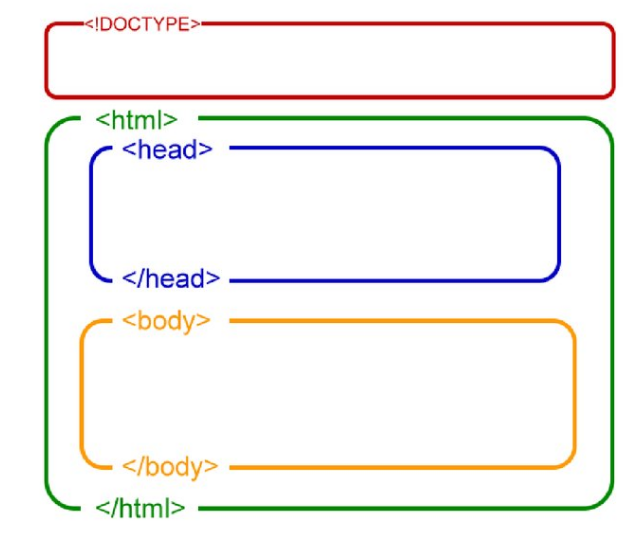 <!DOCTYPE>
<html>
<head>
</head>
<body>
</body>
</html>